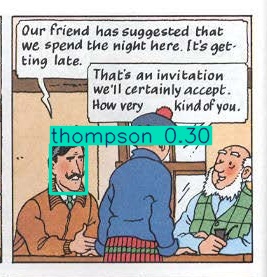 Our friend has suggested that
we spend the night here. It's get-
ting late.
That's an invitation
we'll certainly accept.
How very kind of you.
thompson 0.30